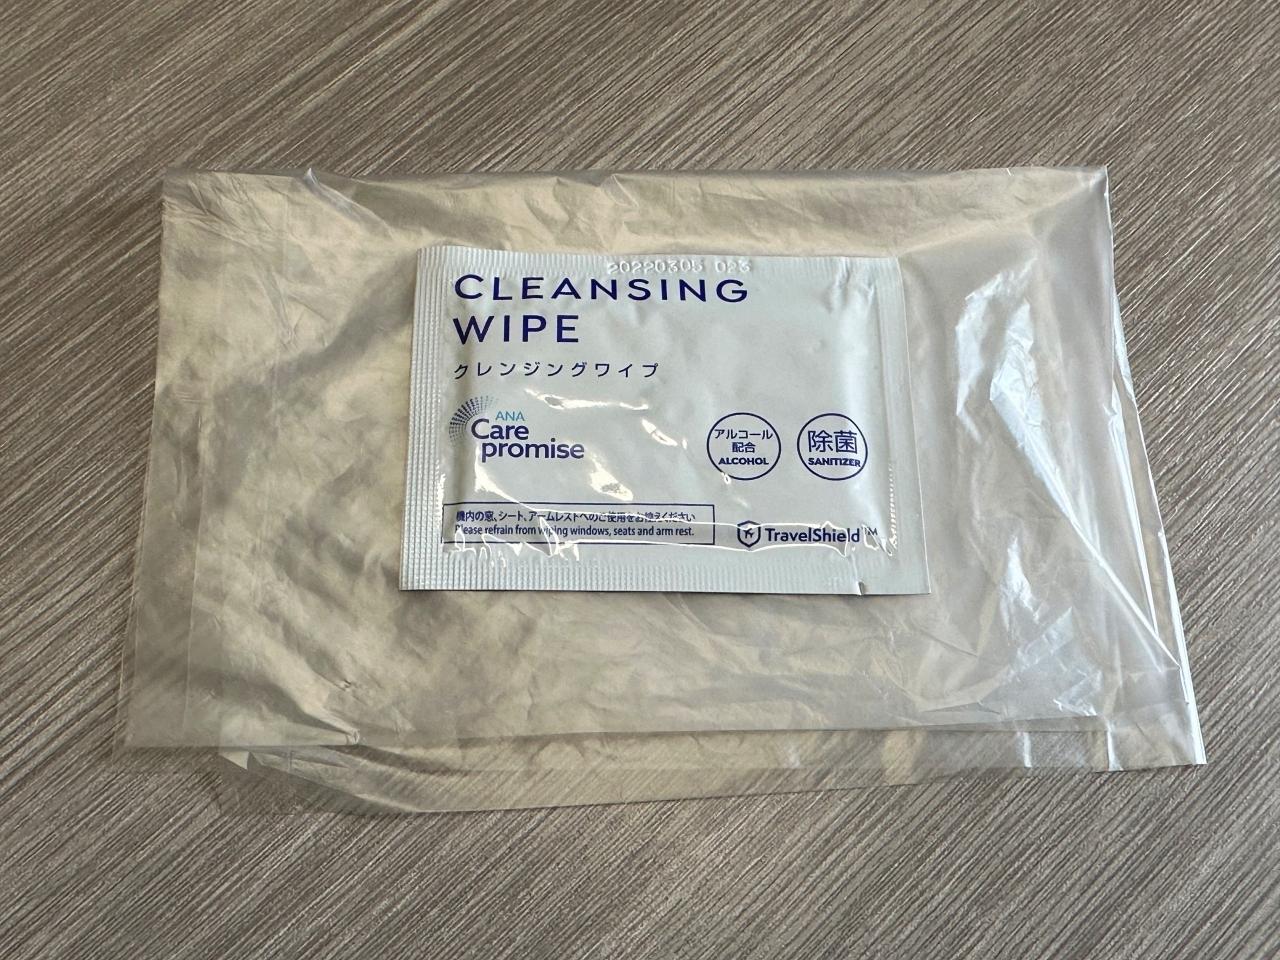 20220305 023
CLEANSING
WIPE
クレンジングワイプ
ANA
Care
promise
アルコール
配合
ALCOHOL
除菌
SANITIZER
機内の窓、シート、アームレストへのご使用をお控えください
Please refrain from wiping windows, seats and arm rest.
TravelShield™